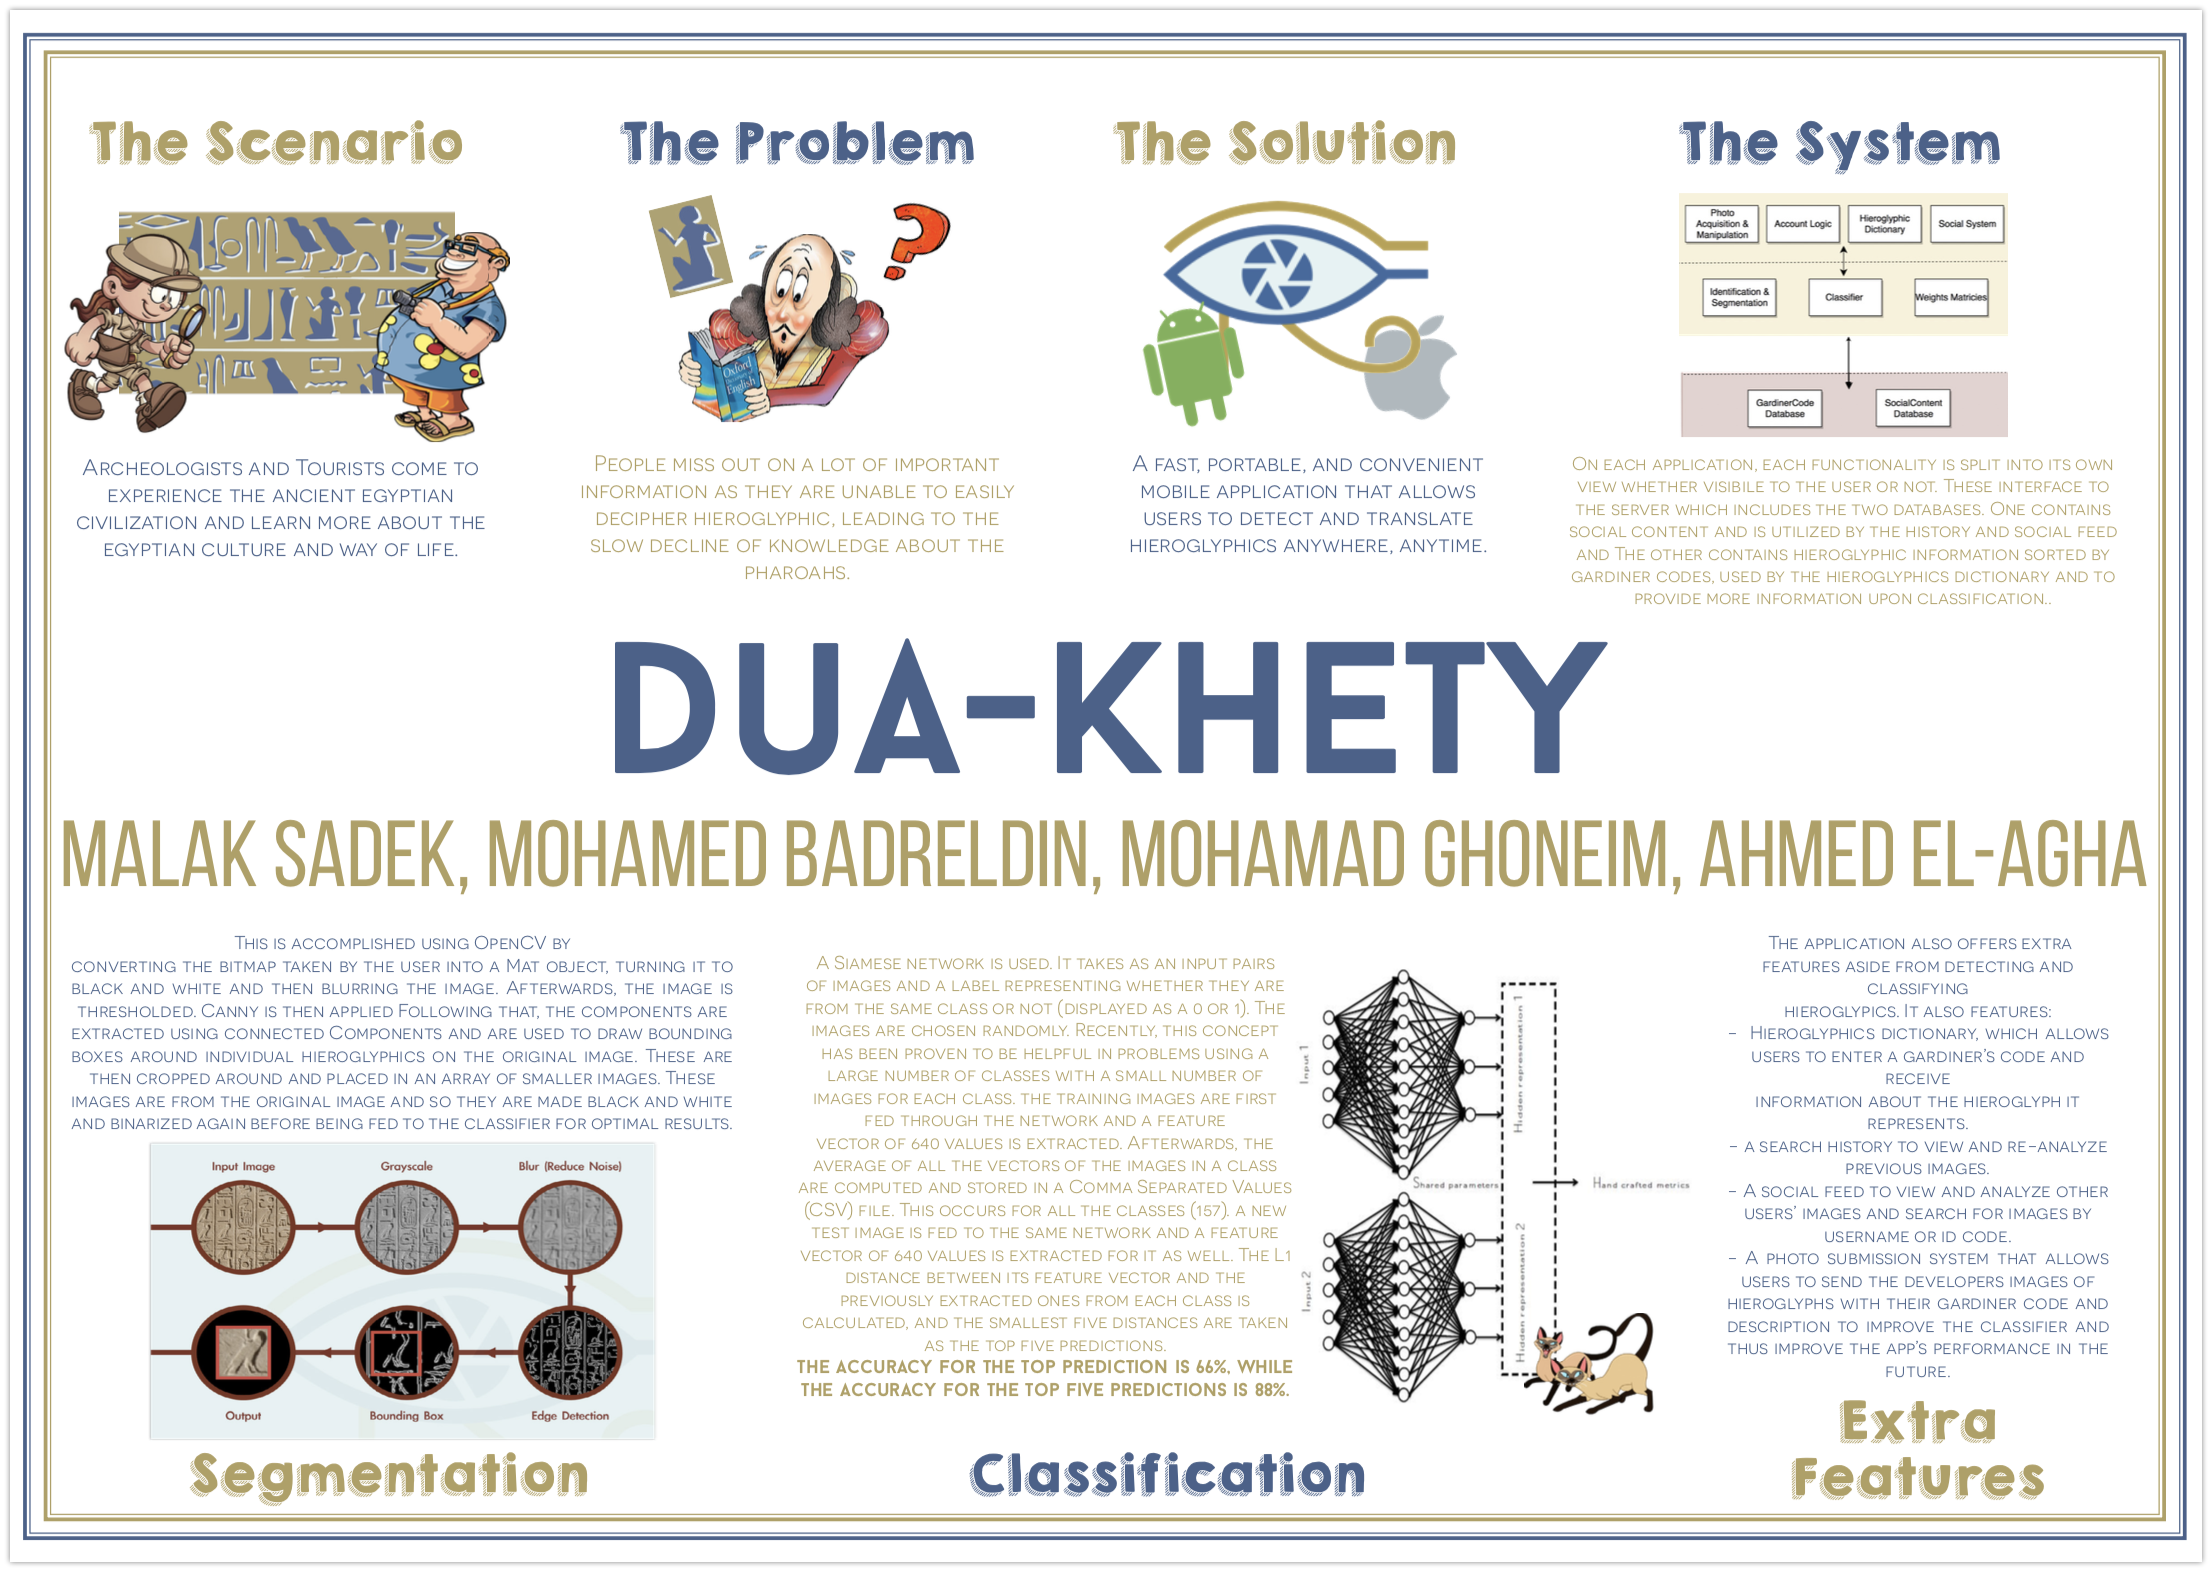 The Scenario
Archeologists and Tourists come to
experience the ancient egyptian
civilization and learn more about the
egyptian culture and way of life.
The Problem
Oxford
English
People miss out on a lot of important
information as they are unable to easily
decipher hieroglyphic, leading to the
slow decline of knowledge about the
pharoahs.
The Solution
A fast, portable, and convenient
mobile application that allows
users to detect and translate
hieroglyphics anywhere, anytime.
The System
Photo
Acquisition &
Manipulation
Account Logic
Hieroglyphic
Dictionary
Social System
Identification &
Segmentation
Classifier
Weights Matricies
GardinerCode
Database
SocialContent
Database
On each application, each functionality is split into its own
view whether visibile to the user or not. These interface to
the server which includes the two databases. One contains
social content and is utilized by the history and social feed
and The other contains hieroglyphic information sorted by
gardiner codes, used by the hieroglyphics dictionary and to
provide more information upon classification..
DUA-KHETY
MALAK SADEK, MOHAMED BADRELDIN, MOHAMAD GHONEIM, AHMED EL-AGHA
This is accomplished using OpenCV by
converting the bitmap taken by the user into a Mat object, turning it to
black and white and then blurring the image. Afterwards, the image is
thresholded. Canny is then applied Following that, the components are
extracted using connected Components and are used to draw bounding
boxes around individual hieroglyphics on the original image. These are
then cropped around and placed in an array of smaller images. These
images are from the original image and so they are made black and white
and binarized again before being fed to the classifier for optimal results.
Input Image
Grayscale
Blur (Reduce Noise)
Output
Bounding Box
Edge Detection
Segmentation
A Siamese network is used. It takes as an input pairs
of images and a label representing whether they are
from the same class or not (displayed as a 0 or 1). The
images are chosen randomly. Recently, this concept
has been proven to be helpful in problems using a
large number of classes with a small number of
images for each class. the training images are first
fed through the network and a feature
vector of 640 values is extracted. Afterwards, the
average of all the vectors of the images in a class
are computed and stored in a Comma Separated Values
(CSV) file. This occurs for all the classes (157). a new
test image is fed to the same network and a feature
vector of 640 values is extracted for it as well. The L1
distance between its feature vector and the
previously extracted ones from each class is
calculated, and the smallest five distances are taken
as the top five predictions.
The accuracy for the top prediction is 66%, while
the accuracy for the top five predictions is 88%.
Input 1
Hidden representation 1
Shared parameters
Hand crafted metrics
Input 2
Hidden representation 2
Classification
The application also offers extra
features aside from detecting and
classifying
hieroglypics. It also features:
- Hieroglyphics dictionary, which allows
users to enter a gardiner's code and
receive
information about the hieroglyph it
represents.
- a search history to view and re-analyze
previous images.
- A social feed to view and analyze other
users' images and search for images by
username or id code.
- A photo submission system that allows
users to send the developers images of
hieroglyphs with their gardiner code and
description to improve the classifier and
thus improve the app's performance in the
future.
Extra
Features